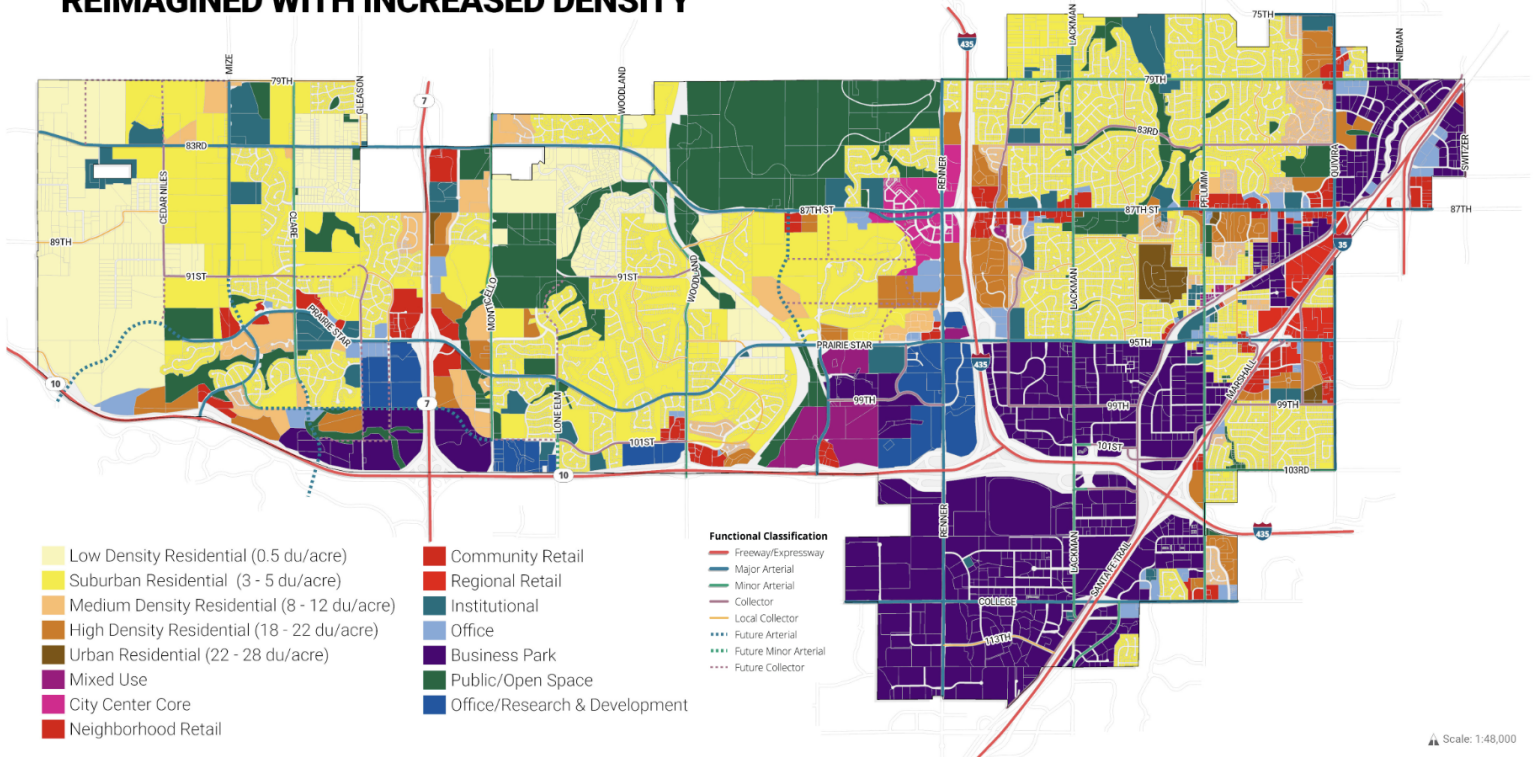 REIMAGINED WITH INCREASED DENSITY
75TH
LACKMAN
435
NIEMAN
MIZE
79TH
GLEASON
WOODLAND
79TH
7
83RD
83RD
RENNER
QUIVIRA
SWITZER
CEDAR NILES
CLARE
PFLUMM
87TH ST
87TH ST
87TH
89TH
35
91ST
91ST
WOODLAND
LACKMAN
MONTICELLO
PRAIRIE STAR
PRAIRIE STAR
95TH
435
MARSHALL
10
7
LONE ELM
99TH
99TH
99TH
101ST
101ST
103RD
10
RENNER
LACKMAN
SANTA FE TRAIL
435
COLLEGE
113TH
Low Density Residential (0.5 du/acre)
Suburban Residential (3 - 5 du/acre)
Medium Density Residential (8 - 12 du/acre)
High Density Residential (18 - 22 du/acre)
Urban Residential (22 - 28 du/acre)
Mixed Use
City Center Core
Neighborhood Retail
Community Retail
Regional Retail
Institutional
Office
Business Park
Public/Open Space
Office/Research & Development
Functional Classification
Freeway/Expressway
Major Arterial
Minor Arterial
Collector
Local Collector
Future Arterial
Future Minor Arterial
Future Collector
Scale: 1:48,000